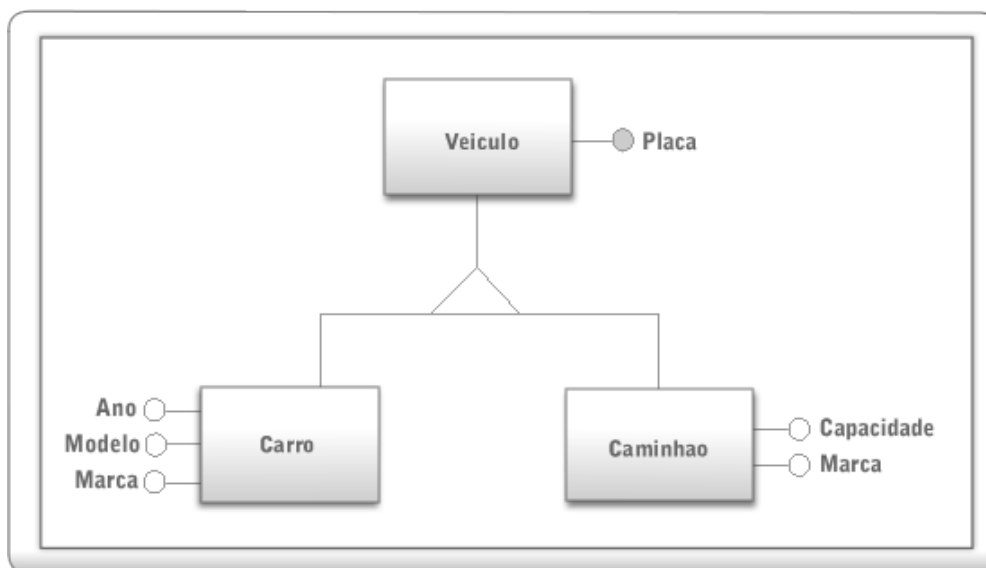 Veiculo
Placa
Ano
Modelo
Marca
Carro
Caminhao
Capacidade
Marca